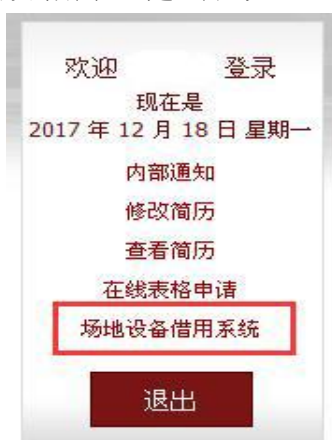 欢迎 登录
现在是
2017 年 12 月 18 日 星期一
内部通知
修改简历
查看简历
在线表格申请
场地设备借用系统
退出